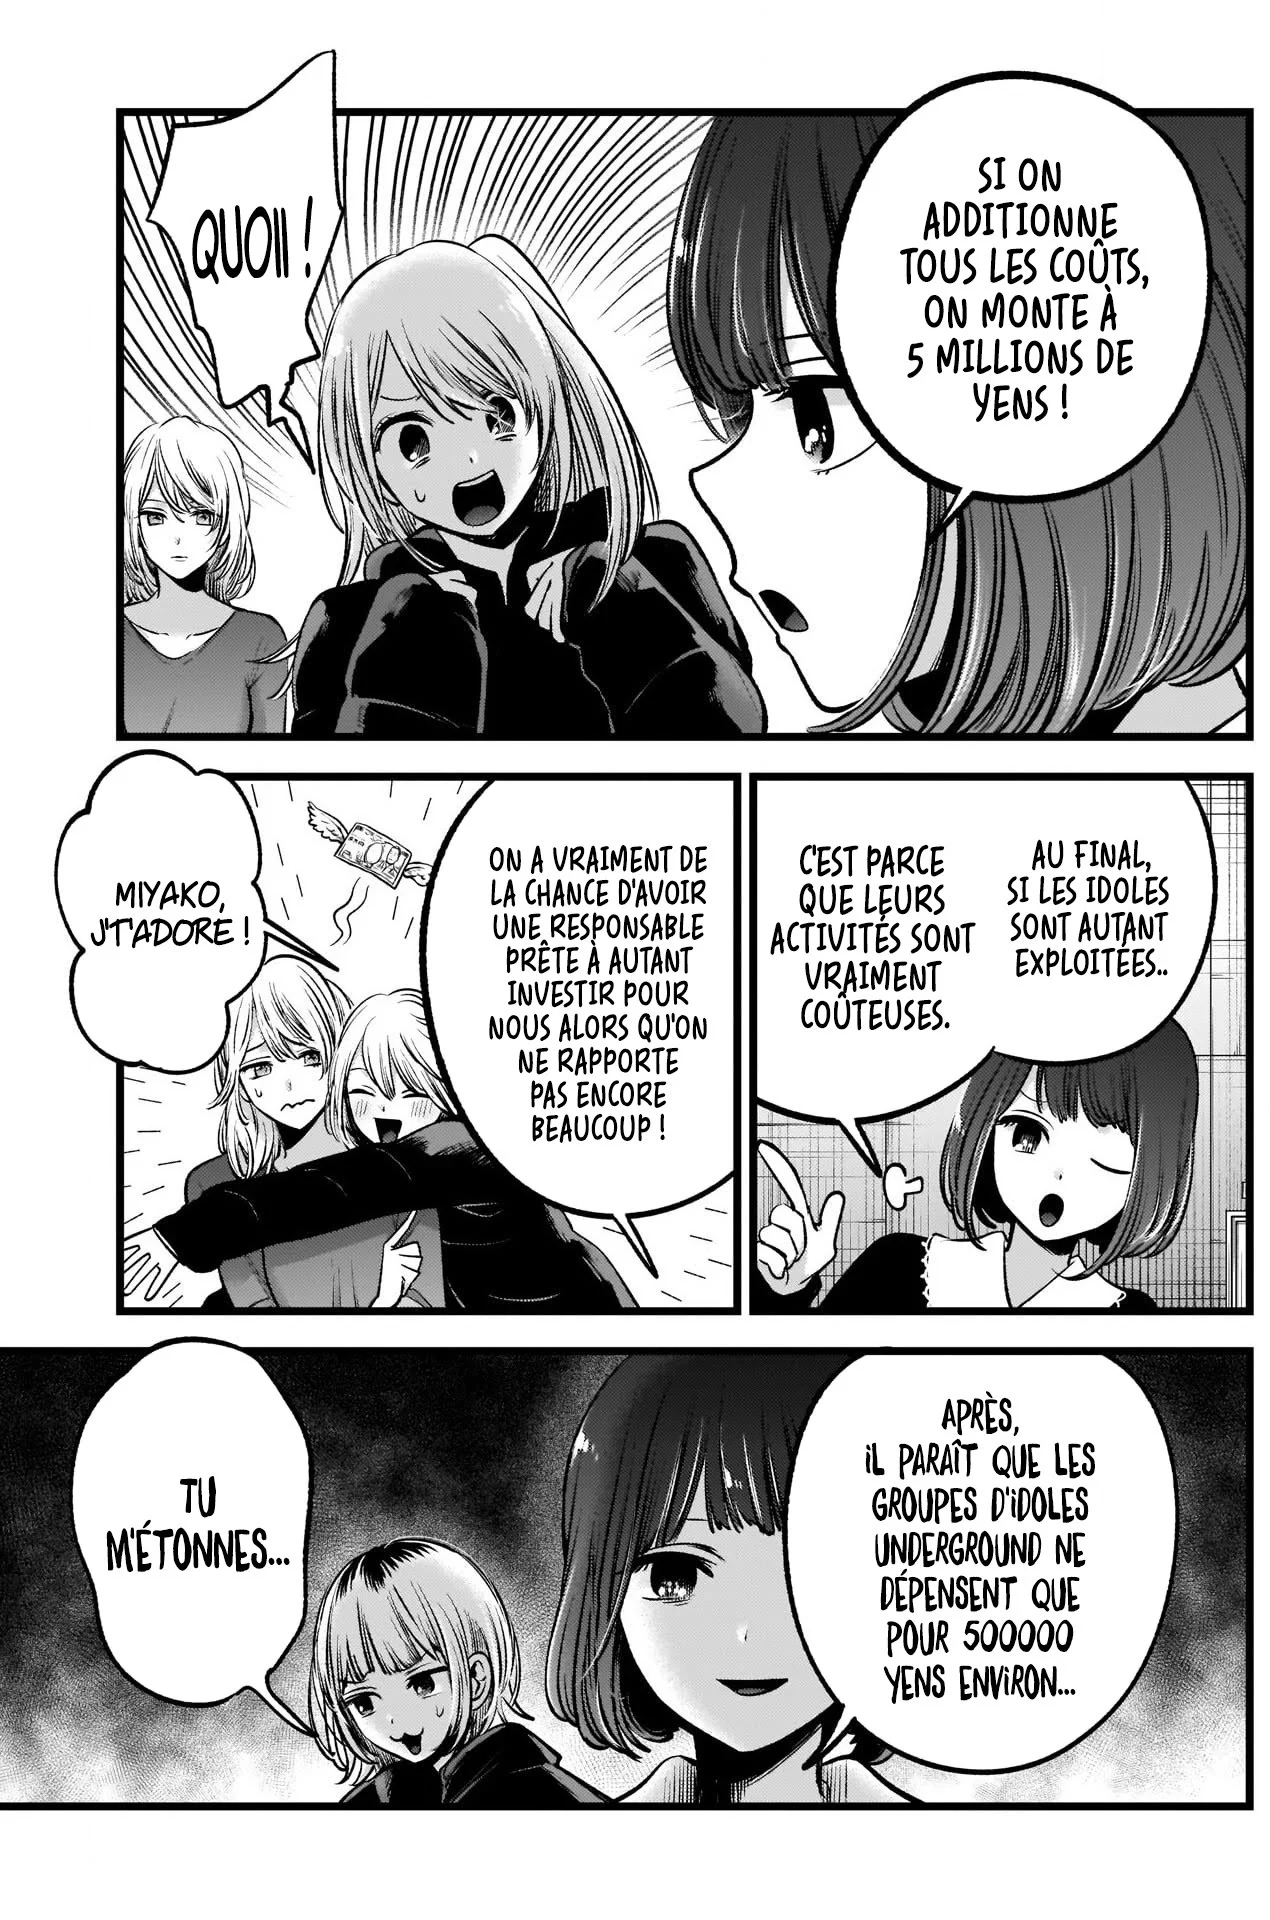 SI ON
ADDITIONNE
TOUS LES COÛTS,
ON MONTE À
5 MILLIONS DE
YENS !
QUOII !
AU FINAL,
SI LES IDOLES
SONT AUTANT
EXPLOITÉES..
C'EST PARCE
QUE LEURS
ACTIVITÉS SONT
VRAIMENT
COÛTEUSES.
ON A VRAIMENT DE
LA CHANCE D'AVOIR
UNE RESPONSABLE
PRÊTE À AUTANT
INVESTIR POUR
NOUS ALORS QU'ON
NE RAPPORTE
PAS ENCORE
BEAUCOUP !
MIYAKO,
J'T'ADORE !
APRÈS,
IL PARAÎT QUE LES
GROUPES D'IDOLES
UNDERGROUND NE
DÉPENSENT QUE
POUR 500000
YENS ENVIRON...
TU
M'ÉTONNES...